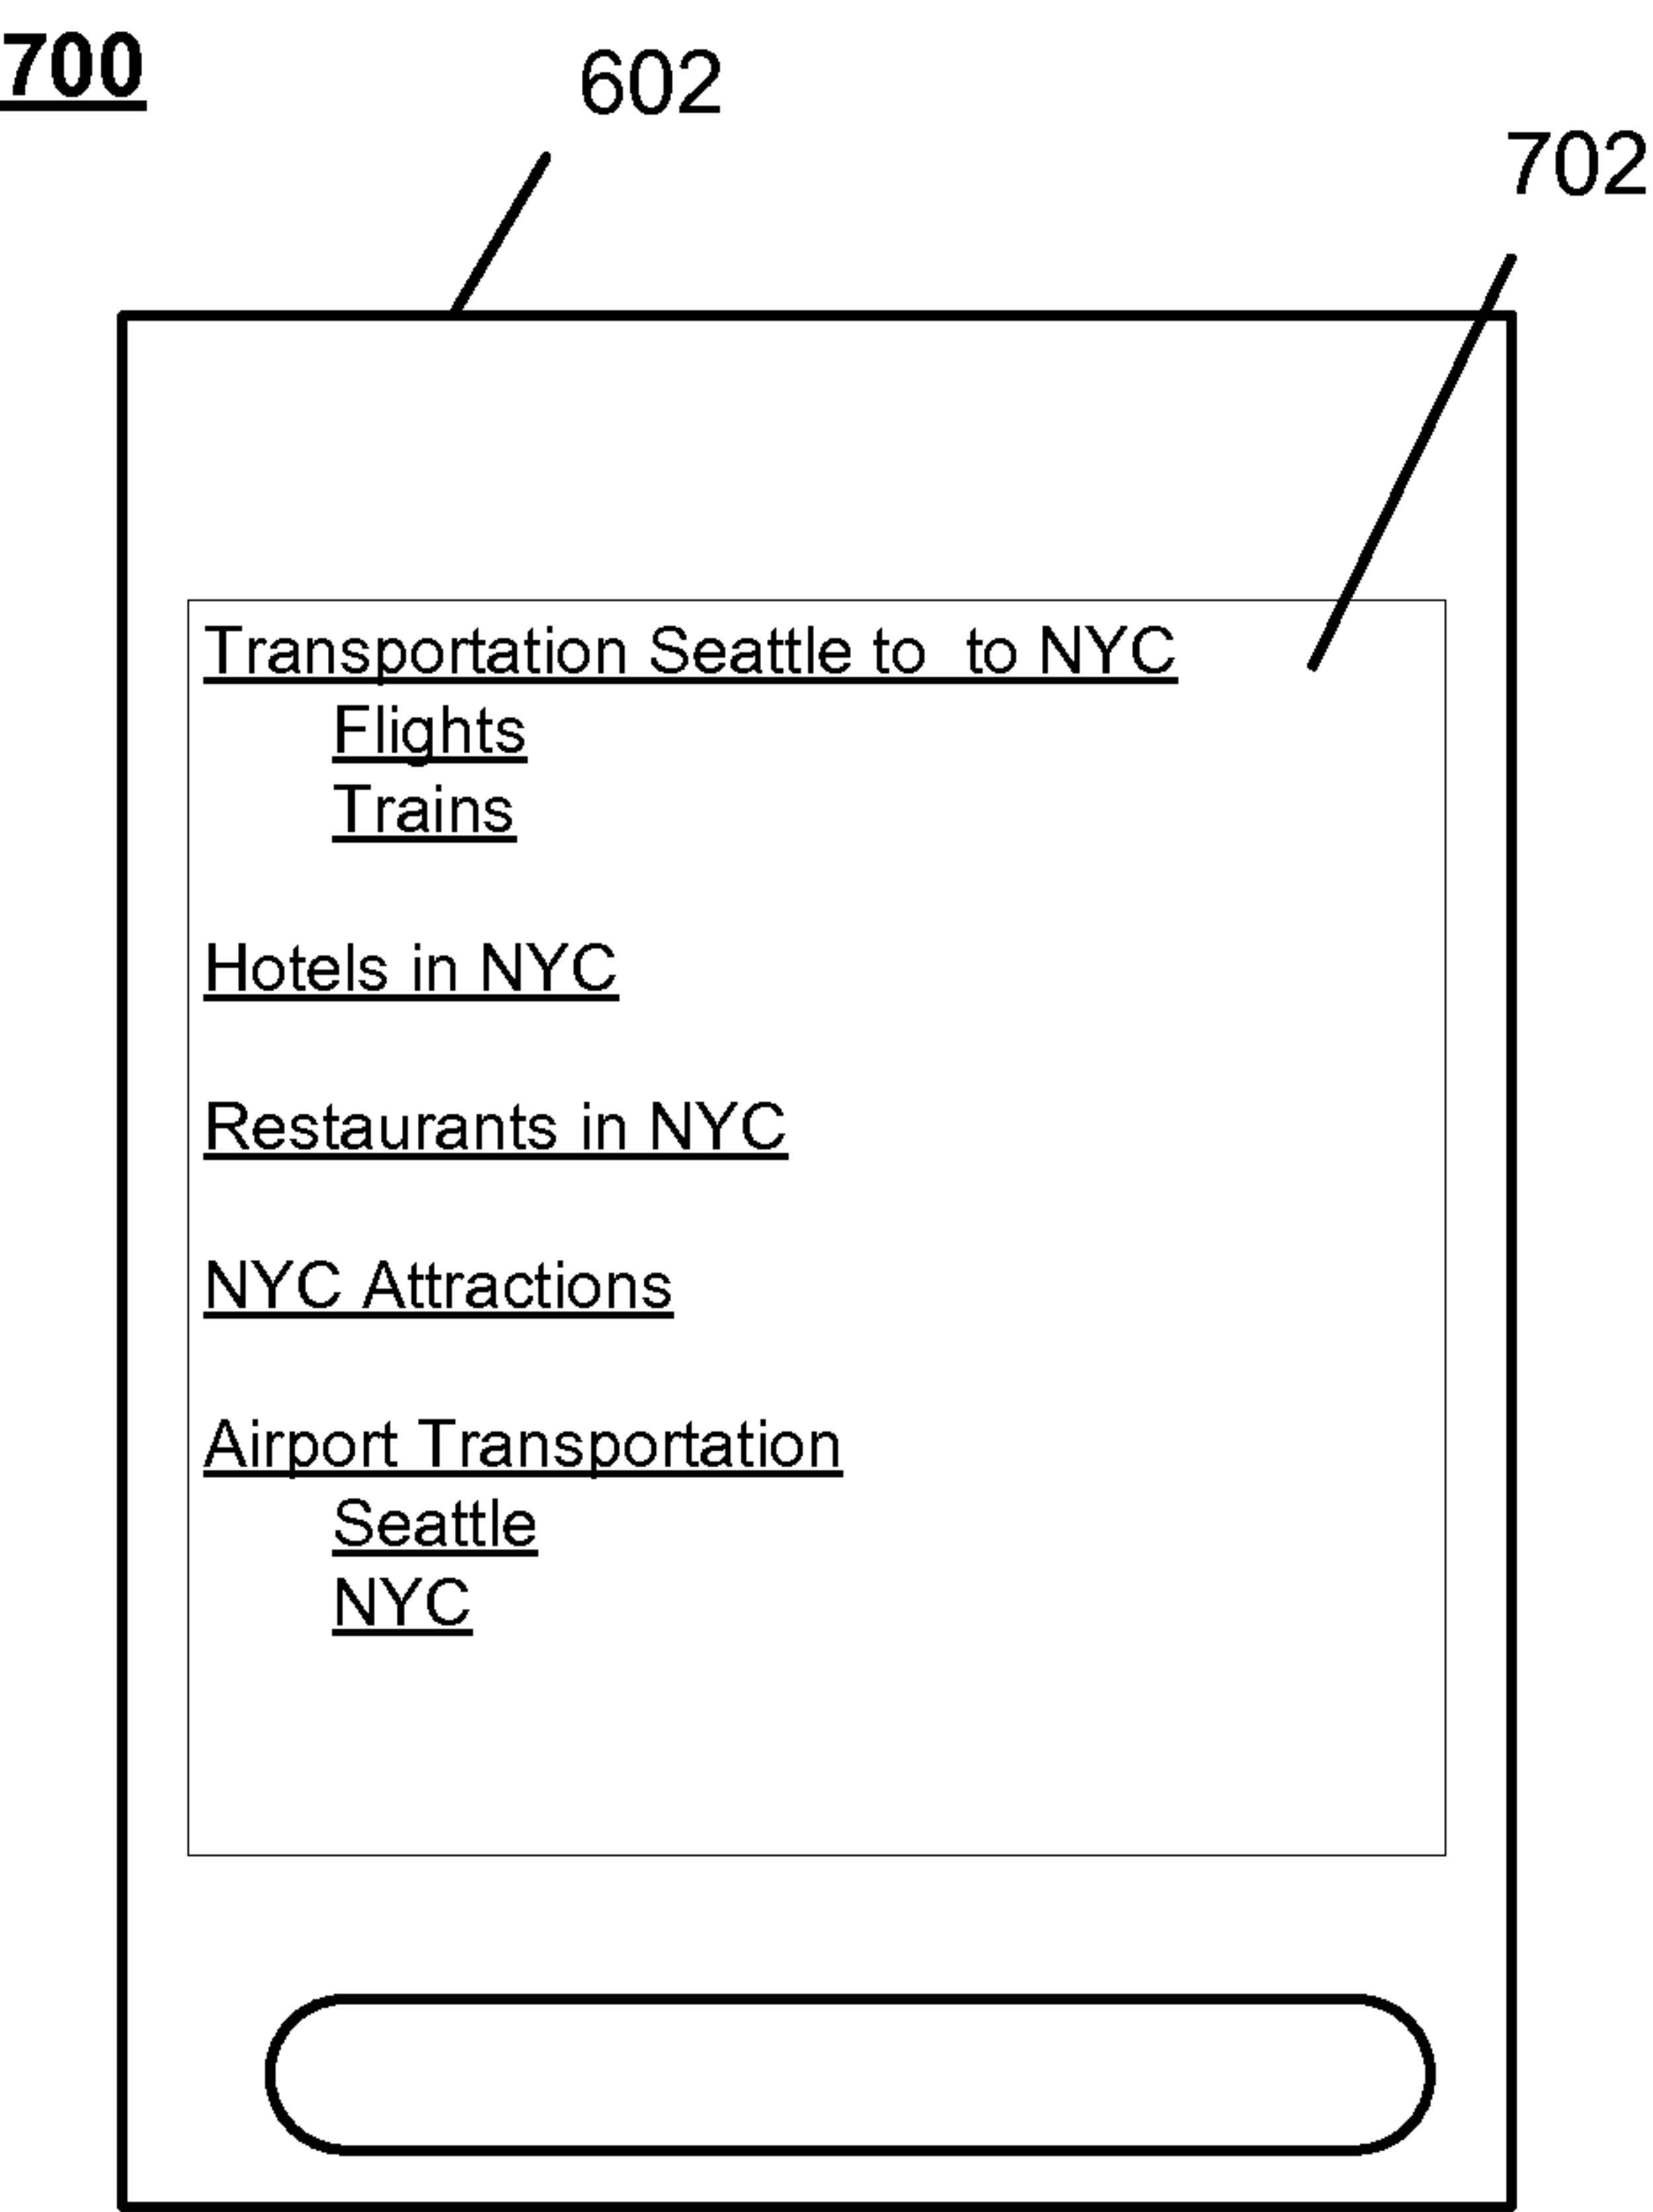 700
602
702
Transportation Seattle to  to NYC
Flights
Trains
Hotels in NYC
Restaurants in NYC
NYC Attractions
Airport Transportation
Seattle
NYC